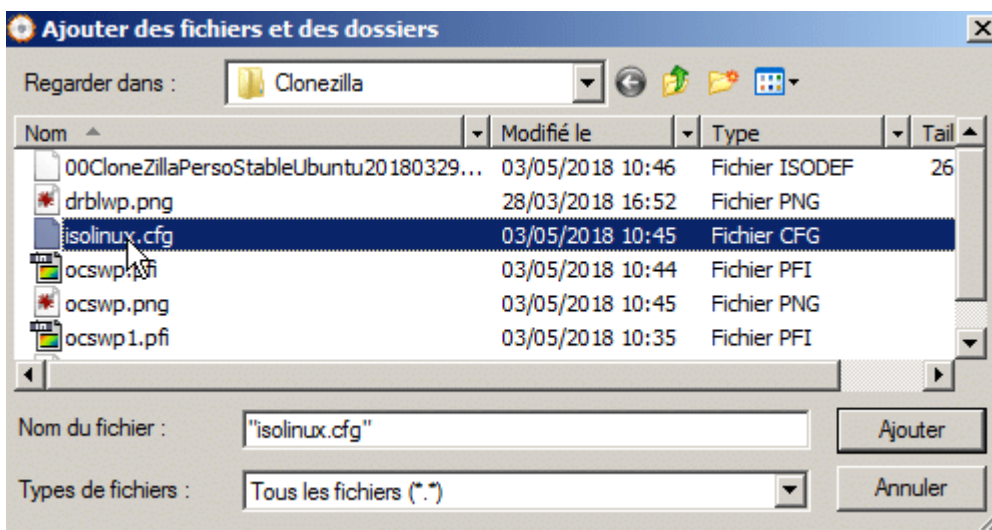 Ajouter des fichiers et des dossiers
Regarder dans : Clonezilla
Nom Modifié le Type Tail
00CloneZillaPersoStableUbuntu20180329... 03/05/2018 10:46 Fichier ISODEF 26
drblwp.png 28/03/2018 16:52 Fichier PNG
isolinux.cfg 03/05/2018 10:45 Fichier CFG
ocswp.pfi 03/05/2018 10:44 Fichier PFI
ocswp.png 03/05/2018 10:45 Fichier PNG
ocswp1.pfi 03/05/2018 10:35 Fichier PFI
Nom du fichier : "isolinux.cfg" Ajouter
Types de fichiers : Tous les fichiers (*.*) Annuler